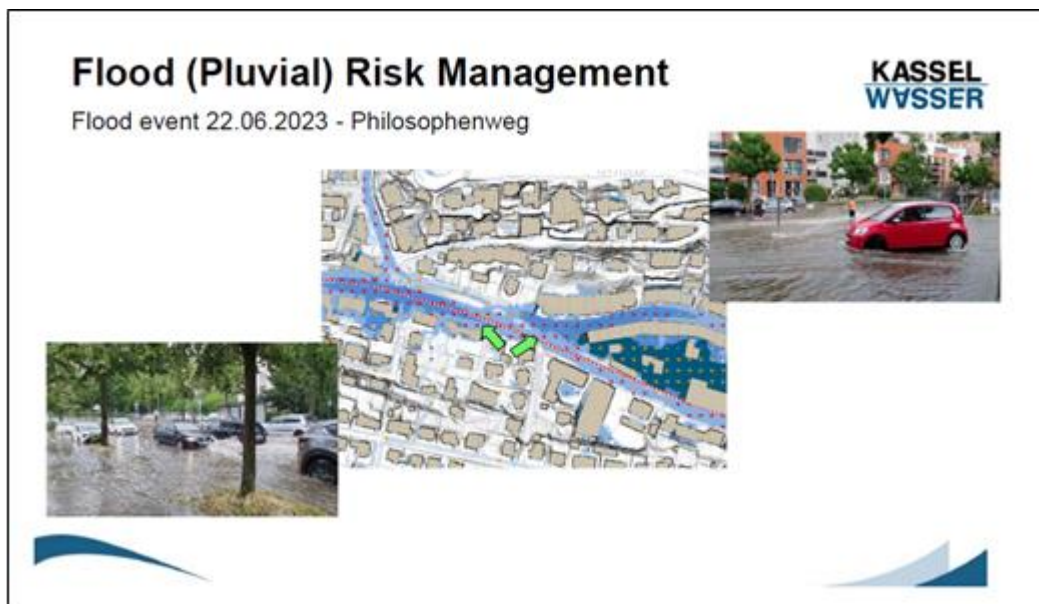 Flood (Pluvial) Risk Management
Flood event 22.06.2023 - Philosophenweg
KASSEL
WASSER